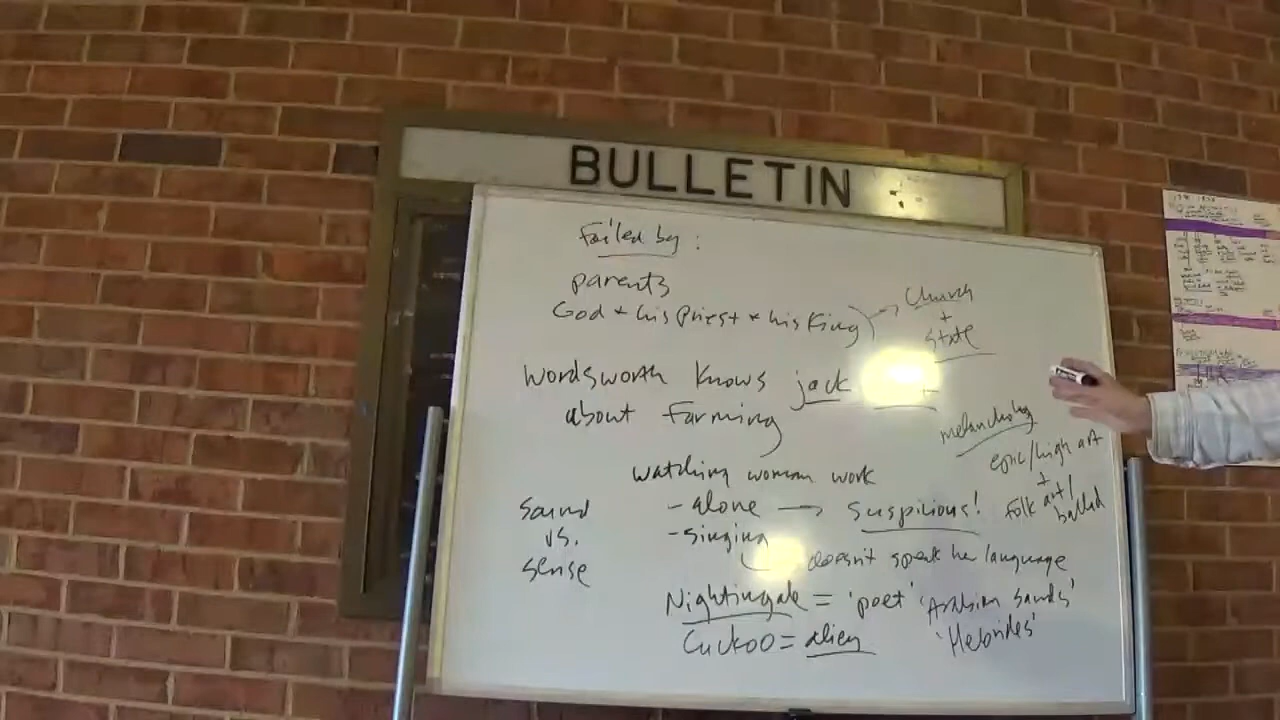 BULLETIN
Failed by:
parents
God + his Priest + his King
Church
+
State
Wordsworth knows jack
about farming
melancholy
epic/high art
+
folk art/
ballad
watching woman work
- alone → suspicious!
- singing
doesn't speak her language
Sound
vs.
sense
Nightingale = 'poet' 'Arabian Sands'
Cuckoo = alien 'Hebrides'